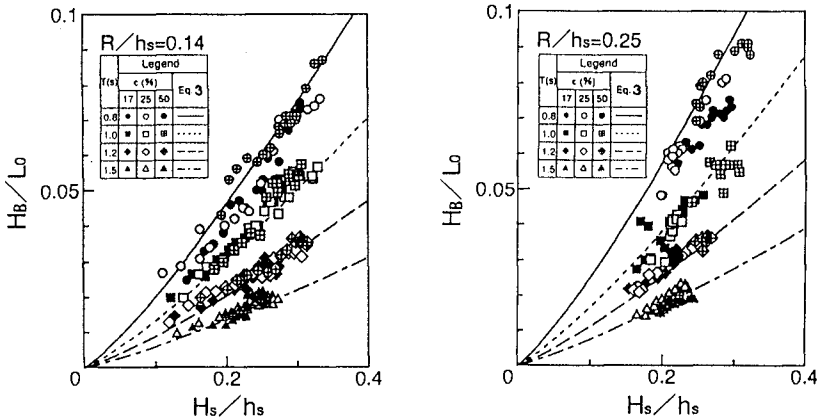 0.1
R/hs=0.14
Legend
T(s)
c (%)
Eq.3
17 25 50
0.8
1.0
1.2
1.5
HB/L0
0.05
0
0.2
0.4
Hs/hs
0.1
R/hs=0.25
Legend
T(s)
c (%)
Eq.3
17 25 50
0.8
1.0
1.2
1.5
HB/L0
0.05
0
0.2
0.4
Hs/hs